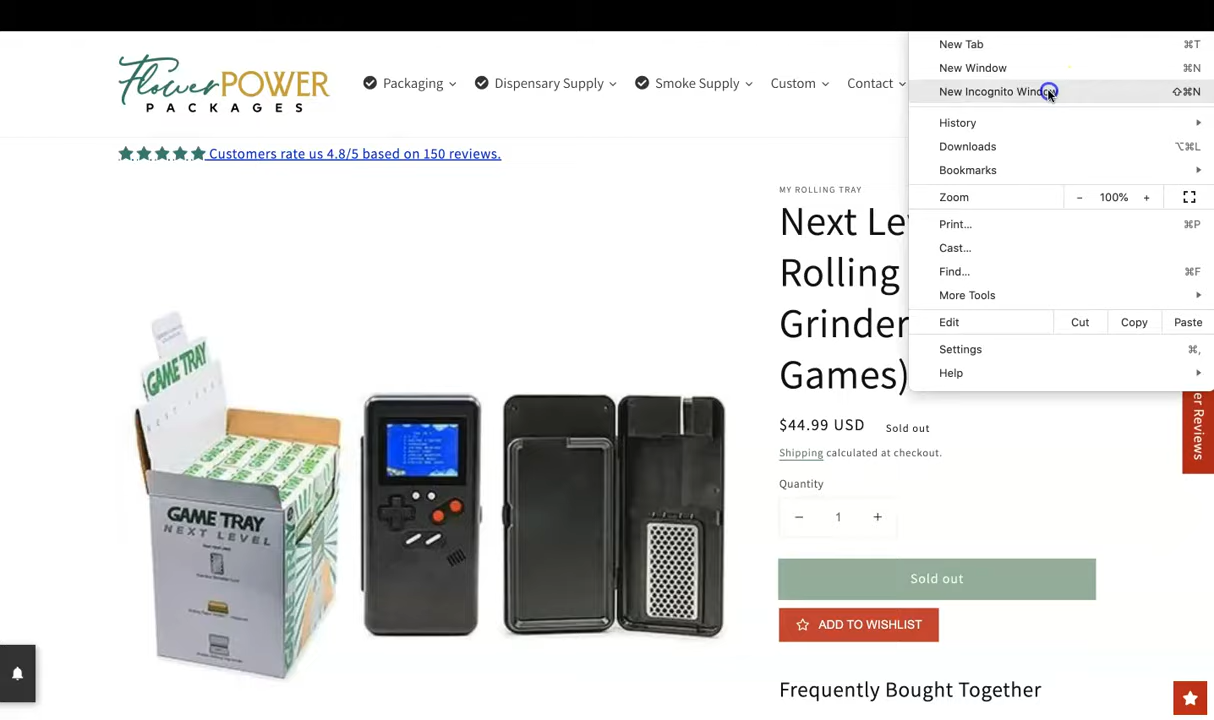 FlowerPOWER
PACKAGES
Packaging
Dispensary Supply
Smoke Supply
Custom
Contact
Customers rate us 4.8/5 based on 150 reviews.
New Tab ⌘T
New Window ⌘N
New Incognito Window ⇧⌘N
History
Downloads ⌥⌘L
Bookmarks
Zoom - 100% +
Print... ⌘P
Cast...
Find... ⌘F
More Tools
Edit Cut Copy Paste
Settings ⌘,
Help
MY ROLLING TRAY
Next Le
Rolling
Grinder
Games)
$44.99 USD Sold out
Shipping calculated at checkout.
Quantity
− 1 +
Sold out
ADD TO WISHLIST
Frequently Bought Together
er Reviews
GAME TRAY
GAME TRAY
NEXT LEVEL